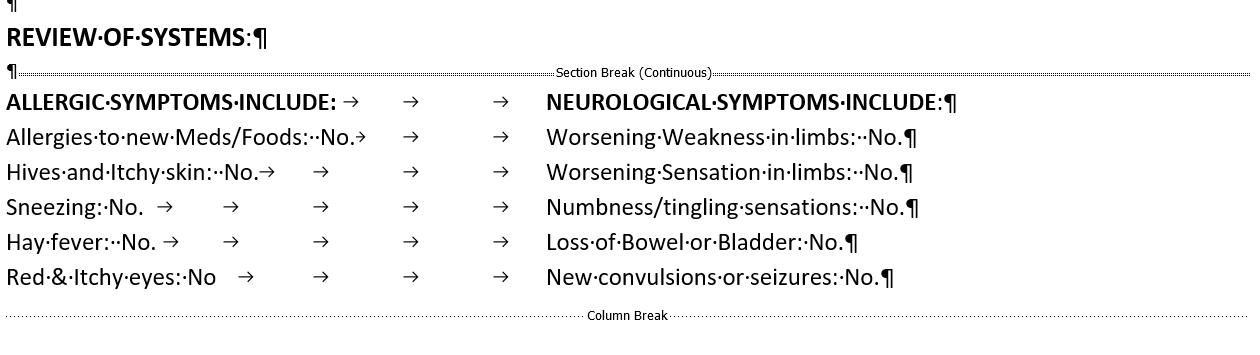 ¶
REVIEW·OF·SYSTEMS:¶
¶ Section Break (Continuous)
ALLERGIC·SYMPTOMS·INCLUDE: → → → NEUROLOGICAL·SYMPTOMS·INCLUDE:¶
Allergies·to·new·Meds/Foods:··No.→ → → Worsening·Weakness·in·limbs:··No.¶
Hives·and·Itchy·skin:··No.→ → → → Worsening·Sensation·in·limbs:··No.¶
Sneezing:·No. → → → → → Numbness/tingling·sensations:··No.¶
Hay·fever:··No. → → → → → Loss·of·Bowel·or·Bladder:·No.¶
Red·&·Itchy·eyes:·No → → → → New·convulsions·or·seizures:·No.¶
Column Break